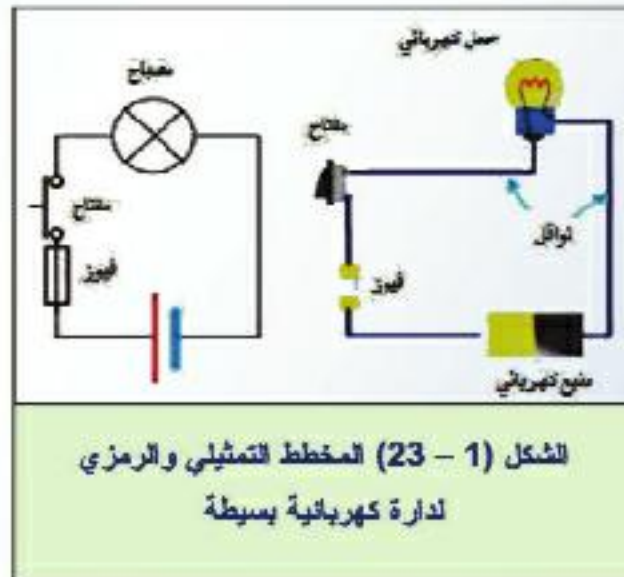 حمل كهربائي
مصباح
مفتاح
مفتاح
نواقل
فيوز
فيوز
منبع كهربائي
الشكل (1 – 23) المخطط التمثيلي والرمزي
لدارة كهربائية بسيطة